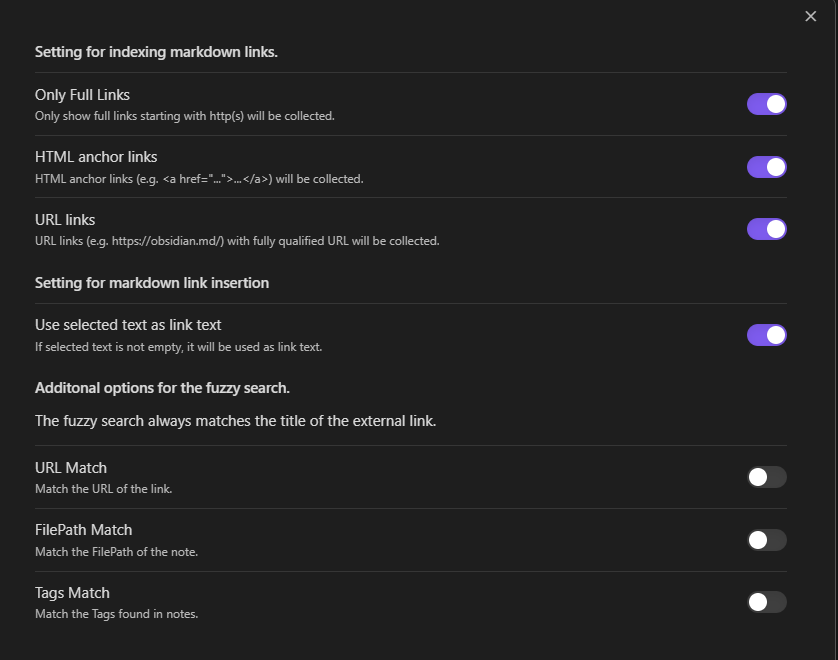 Setting for indexing markdown links.
Only Full Links
Only show full links starting with http(s) will be collected.
HTML anchor links
HTML anchor links (e.g. <a href="...">...</a>) will be collected.
URL links
URL links (e.g. https://obsidian.md/) with fully qualified URL will be collected.
Setting for markdown link insertion
Use selected text as link text
If selected text is not empty, it will be used as link text.
Additonal options for the fuzzy search.
The fuzzy search always matches the title of the external link.
URL Match
Match the URL of the link.
FilePath Match
Match the FilePath of the note.
Tags Match
Match the Tags found in notes.